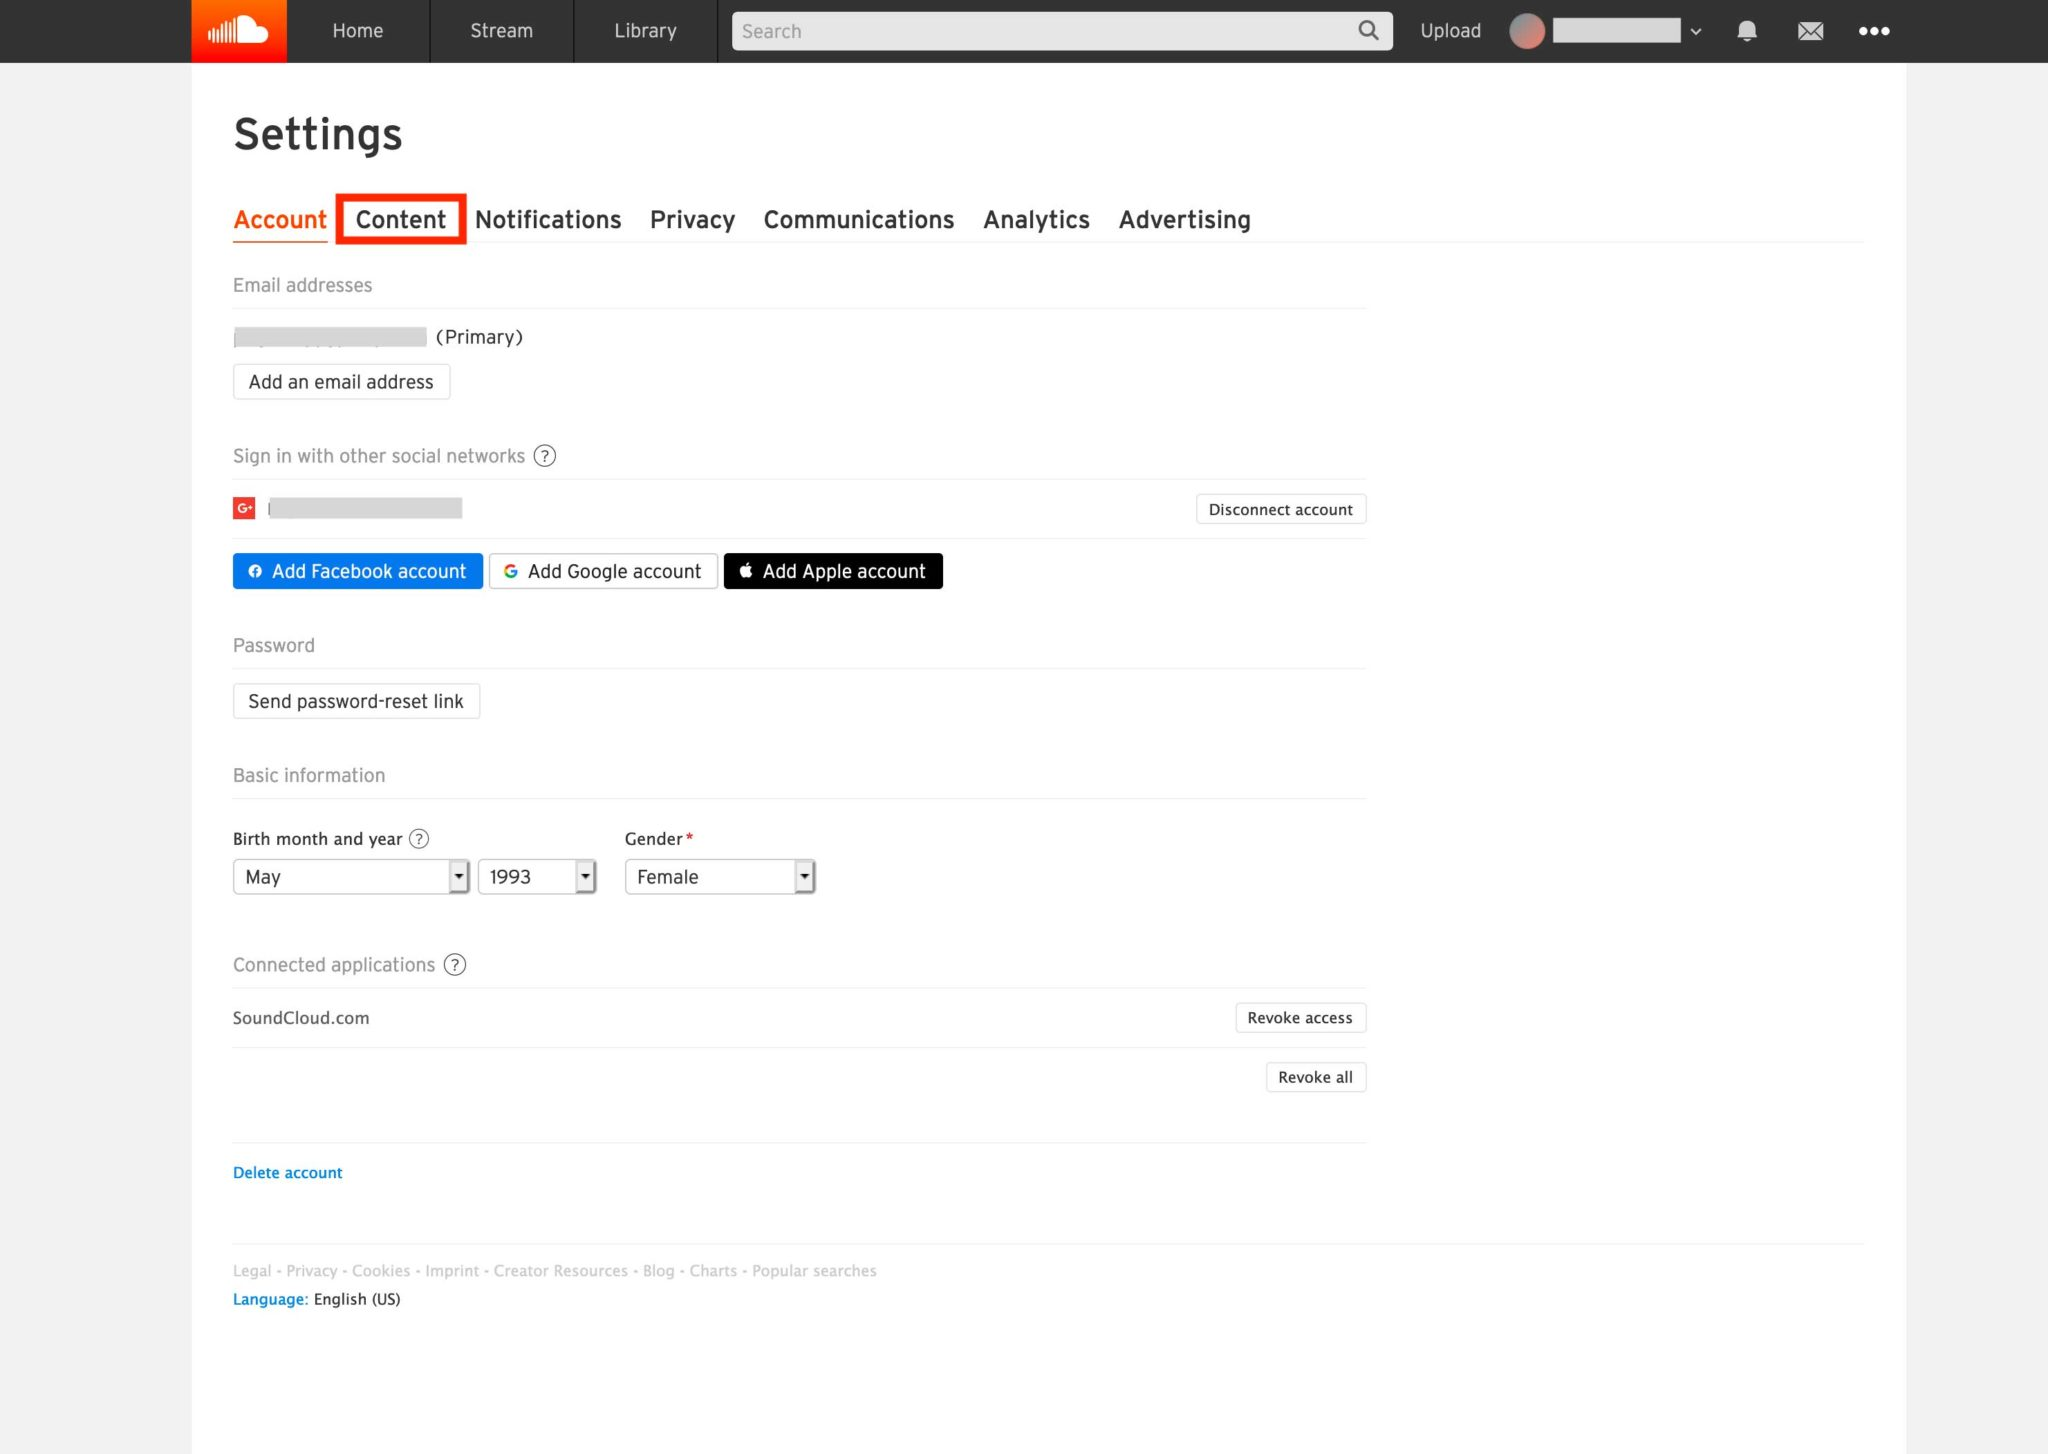 Home Stream Library Search Upload
Settings
Account Content Notifications Privacy Communications Analytics Advertising
Email addresses
(Primary)
Add an email address
Sign in with other social networks ?
G+ Disconnect account
Add Facebook account G Add Google account Add Apple account
Password
Send password-reset link
Basic information
Birth month and year ? Gender*
May 1993 Female
Connected applications ?
SoundCloud.com Revoke access
Revoke all
Delete account
Legal - Privacy - Cookies - Imprint - Creator Resources - Blog - Charts - Popular searches
Language: English (US)